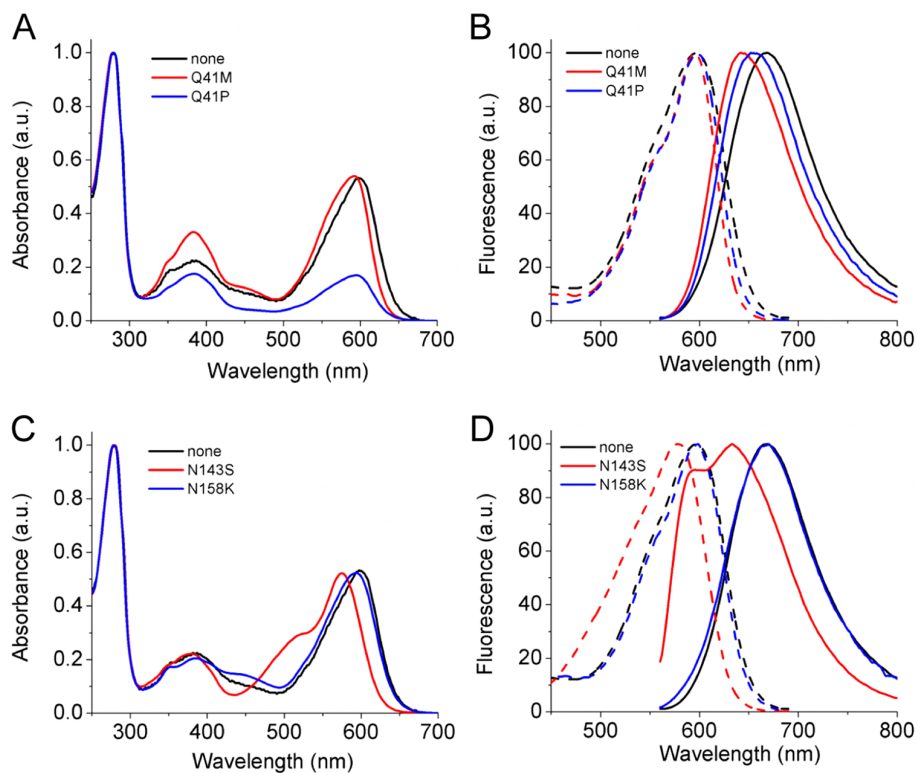 A
Absorbance (a.u.)
1.0
0.8
0.6
0.4
0.2
0.0
none
Q41M
Q41P
300 400 500 600 700
Wavelength (nm)
B
Fluorescence (a.u.)
100
80
60
40
20
0
none
Q41M
Q41P
500 600 700 800
Wavelength (nm)
C
Absorbance (a.u.)
1.0
0.8
0.6
0.4
0.2
0.0
none
N143S
N158K
300 400 500 600 700
Wavelength (nm)
D
Fluorescence (a.u.)
100
80
60
40
20
0
none
N143S
N158K
500 600 700 800
Wavelength (nm)